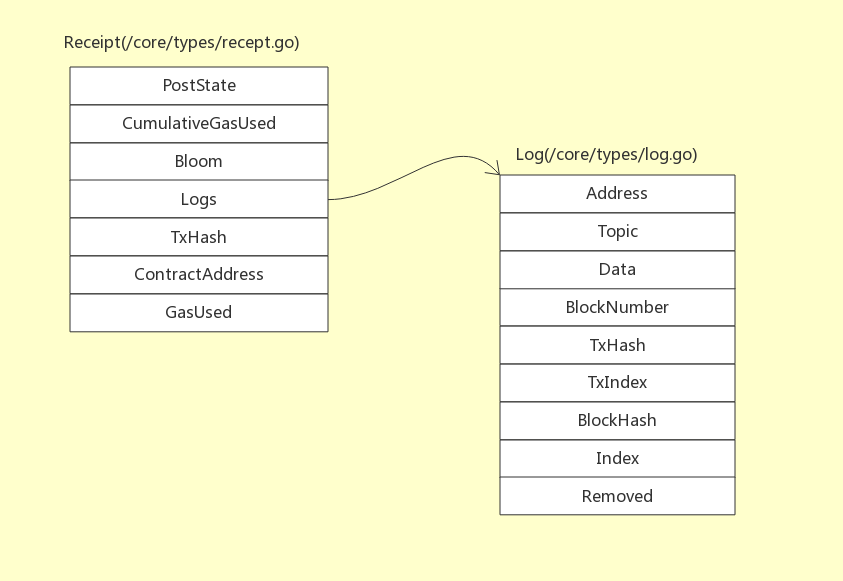 Receipt(/core/types/recept.go)
PostState
CumulativeGasUsed
Bloom
Logs
TxHash
ContractAddress
GasUsed
Log(/core/types/log.go)
Address
Topic
Data
BlockNumber
TxHash
TxIndex
BlockHash
Index
Removed